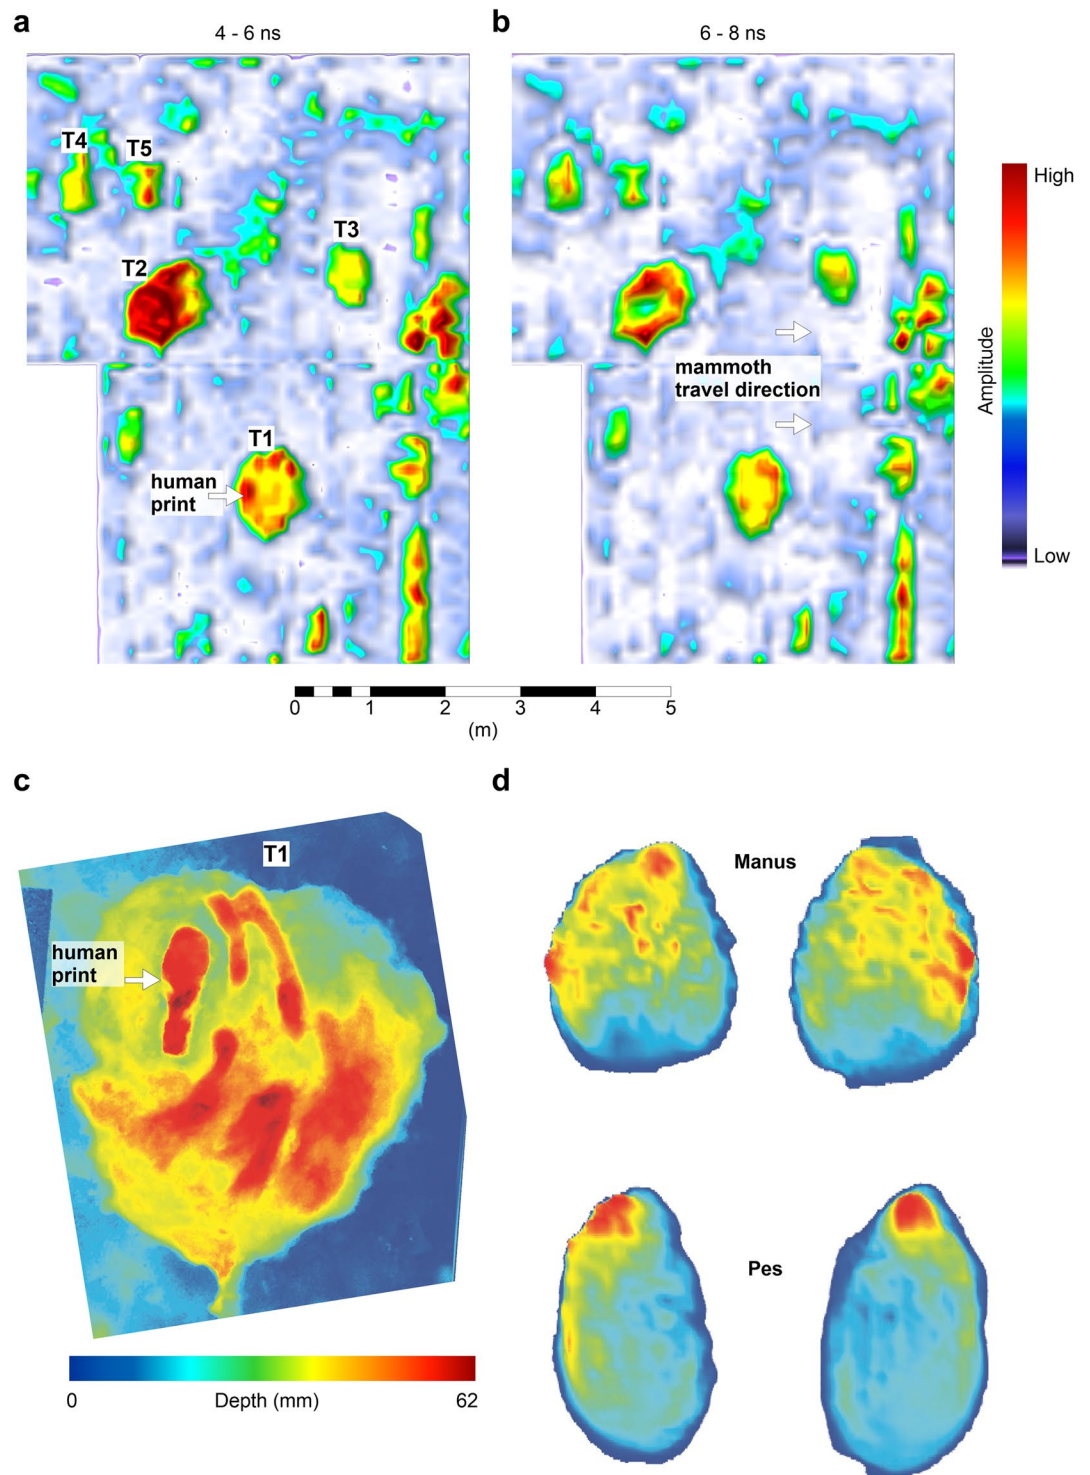 a
4 - 6 ns
b
6 - 8 ns
T4
T5
T3
T2
T1
human
print
mammoth
travel direction
High
Amplitude
Low
0
1
2
3
4
5
(m)
c
T1
human
print
0
Depth (mm)
62
d
Manus
Pes